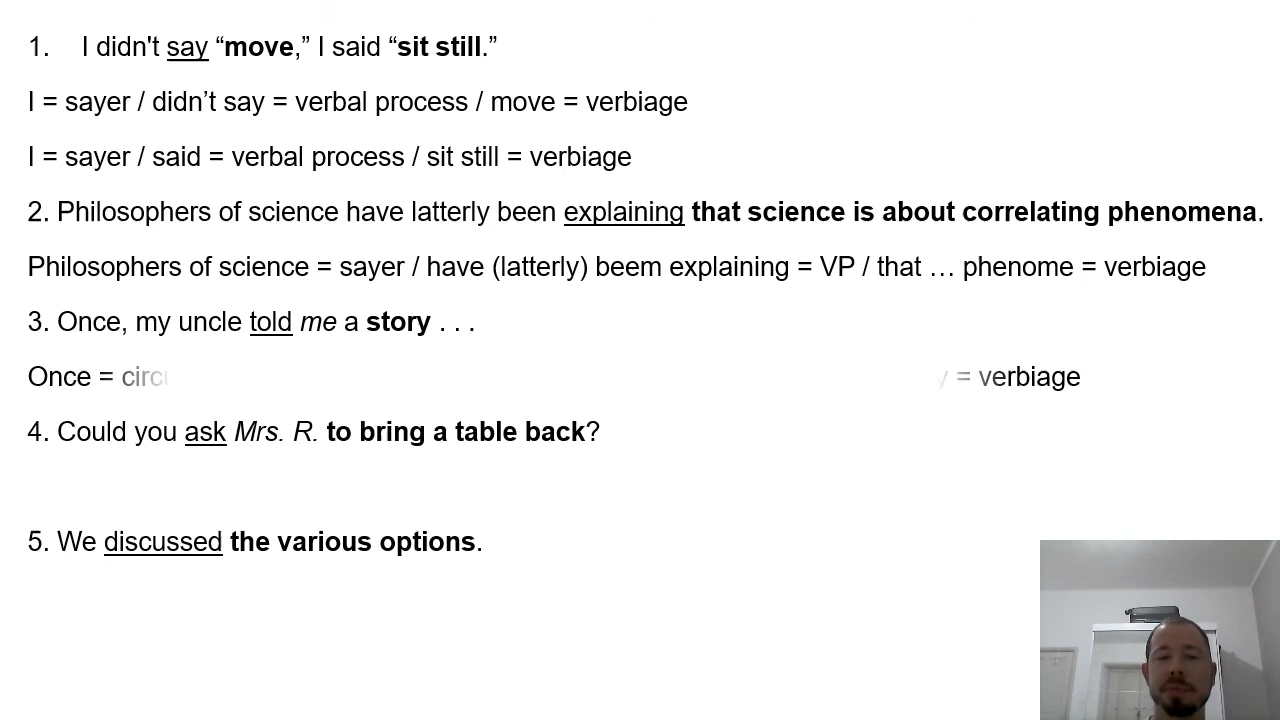 1. I didn't say “move,” I said “sit still.”
I = sayer / didn’t say = verbal process / move = verbiage
I = sayer / said = verbal process / sit still = verbiage
2. Philosophers of science have latterly been explaining that science is about correlating phenomena.
Philosophers of science = sayer / have (latterly) beem explaining = VP / that … phenome = verbiage
3. Once, my uncle told me a story . . .
Once = = verbiage
4. Could you ask Mrs. R. to bring a table back?
5. We discussed the various options.